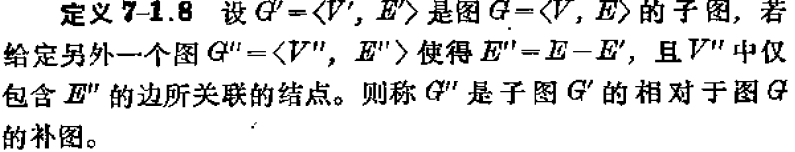 定义 7-1.8 设 G'=〈V', E'〉是图 G=〈V, E〉的子图, 若
给定另外一个图 G''=〈V'', E''〉使得 E''=E−E', 且 V'' 中仅
包含 E'' 的边所关联的结点。则称 G'' 是子图 G' 的相对于图 G
的补图。